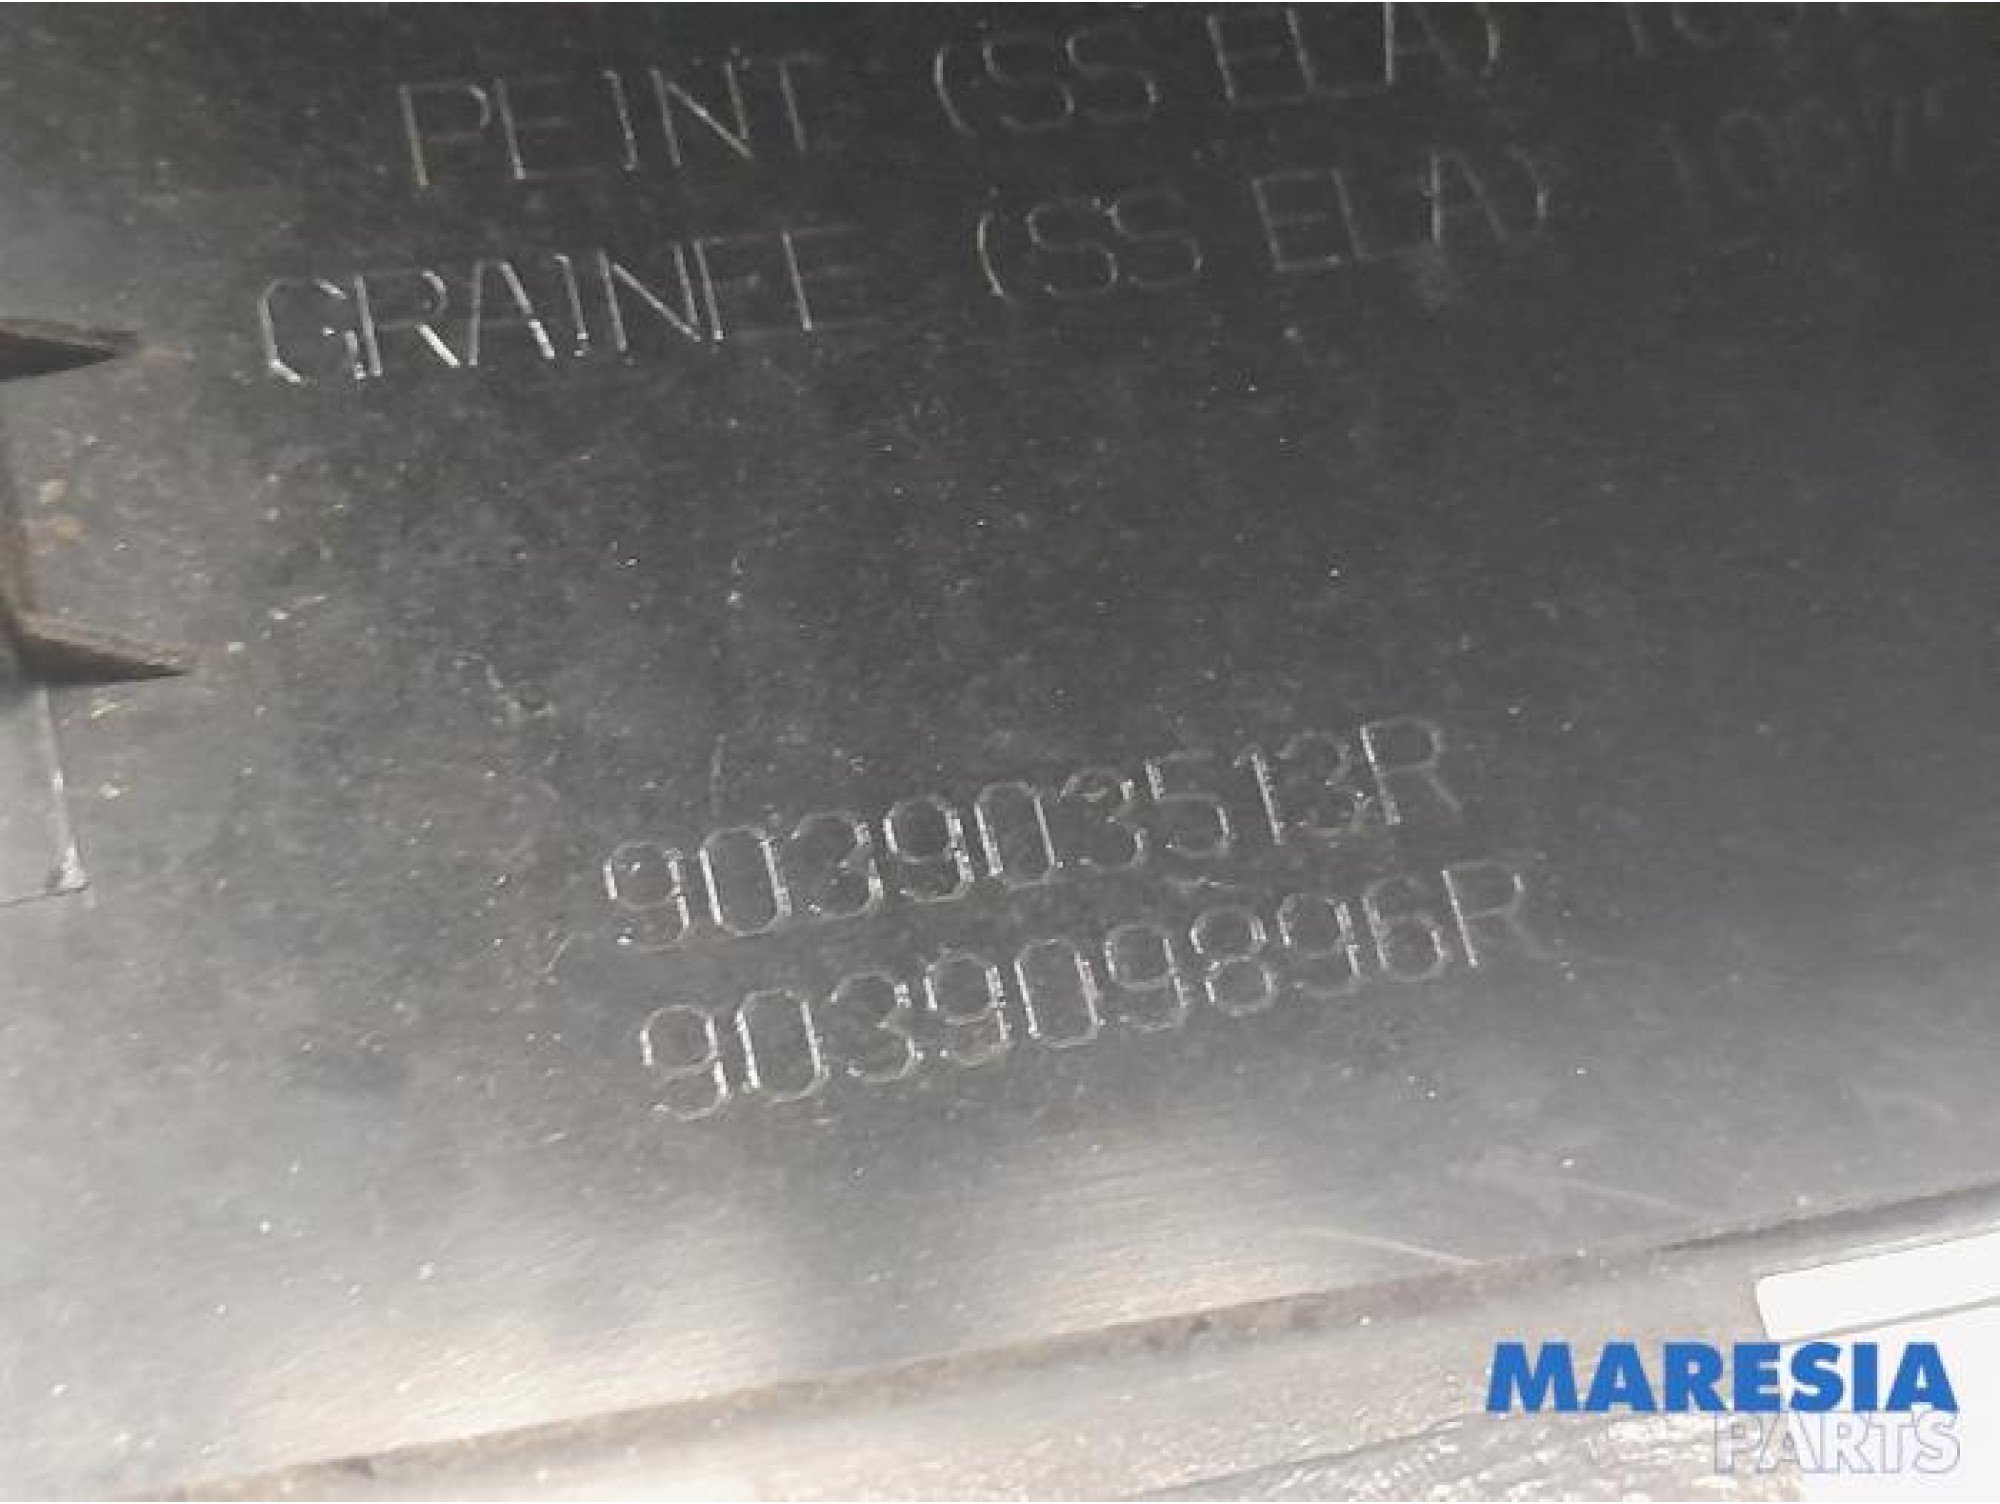 PEINT (SS ELA)
GRAINEE (SS ELA)
903903513R
903909896R
MARESIA
PARTS